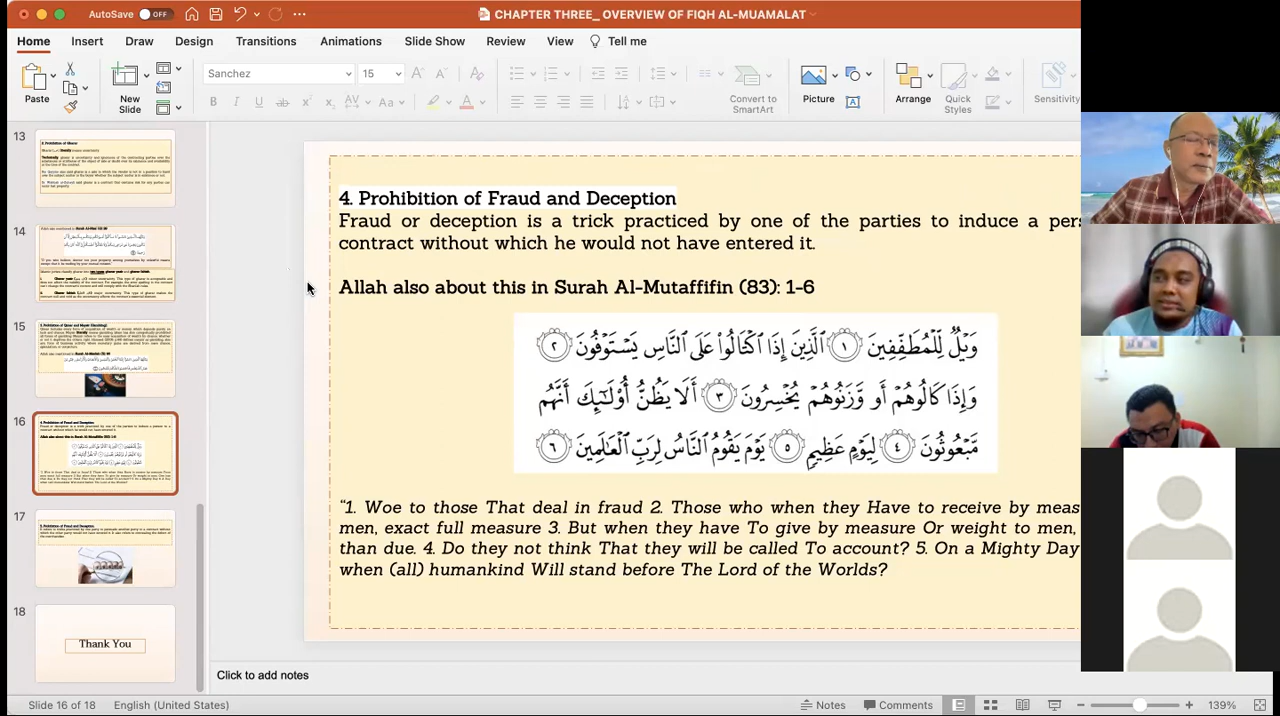 AutoSave OFF
CHAPTER THREE_ OVERVIEW OF FIQH AL-MUAMALAT
Home Insert Draw Design Transitions Animations Slide Show Review View Tell me
Sanchez 15
Paste
New Slide
Convert to SmartArt
Picture
Arrange
Quick Styles
Sensitivity
13
14
15
16
17
18
Thank You
4. Prohibition of Fraud and Deception
Fraud or deception is a trick practiced by one of the parties to induce a pers
contract without which he would not have entered it.
Allah also about this in Surah Al-Mutaffifin (83): 1-6
وَيْلٌ لِّلْمُطَفِّفِينَ ١ الَّذِينَ إِذَا اكْتَالُوا۟ عَلَى النَّاسِ يَسْتَوْفُونَ ٢
وَإِذَا كَالُوهُمْ أَو وَّزَنُوهُمْ يُخْسِرُونَ ٣ أَلَا يَظُنُّ أُو۟لَـٰٓئِكَ أَنَّهُم
مَّبْعُوثُونَ ٤ لِيَوْمٍ عَظِيمٍ ٥ يَوْمَ يَقُومُ النَّاسُ لِرَبِّ الْعَـٰلَمِينَ ٦
“1. Woe to those That deal in fraud 2. Those who when they Have to receive by meas
men, exact full measure 3. But when they have To give by measure Or weight to men,
than due. 4. Do they not think That they will be called To account? 5. On a Mighty Day
when (all) humankind Will stand before The Lord of the Worlds?
Click to add notes
Slide 16 of 18 English (United States) Notes Comments 139%